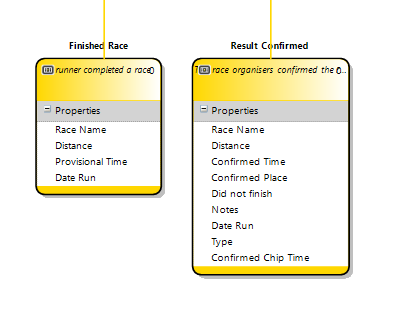 Finished Race
runner completed a race
Properties
Race Name
Distance
Provisional Time
Date Run
Result Confirmed
race organisers confirmed the r...
Properties
Race Name
Distance
Confirmed Time
Confirmed Place
Did not finish
Notes
Date Run
Type
Confirmed Chip Time